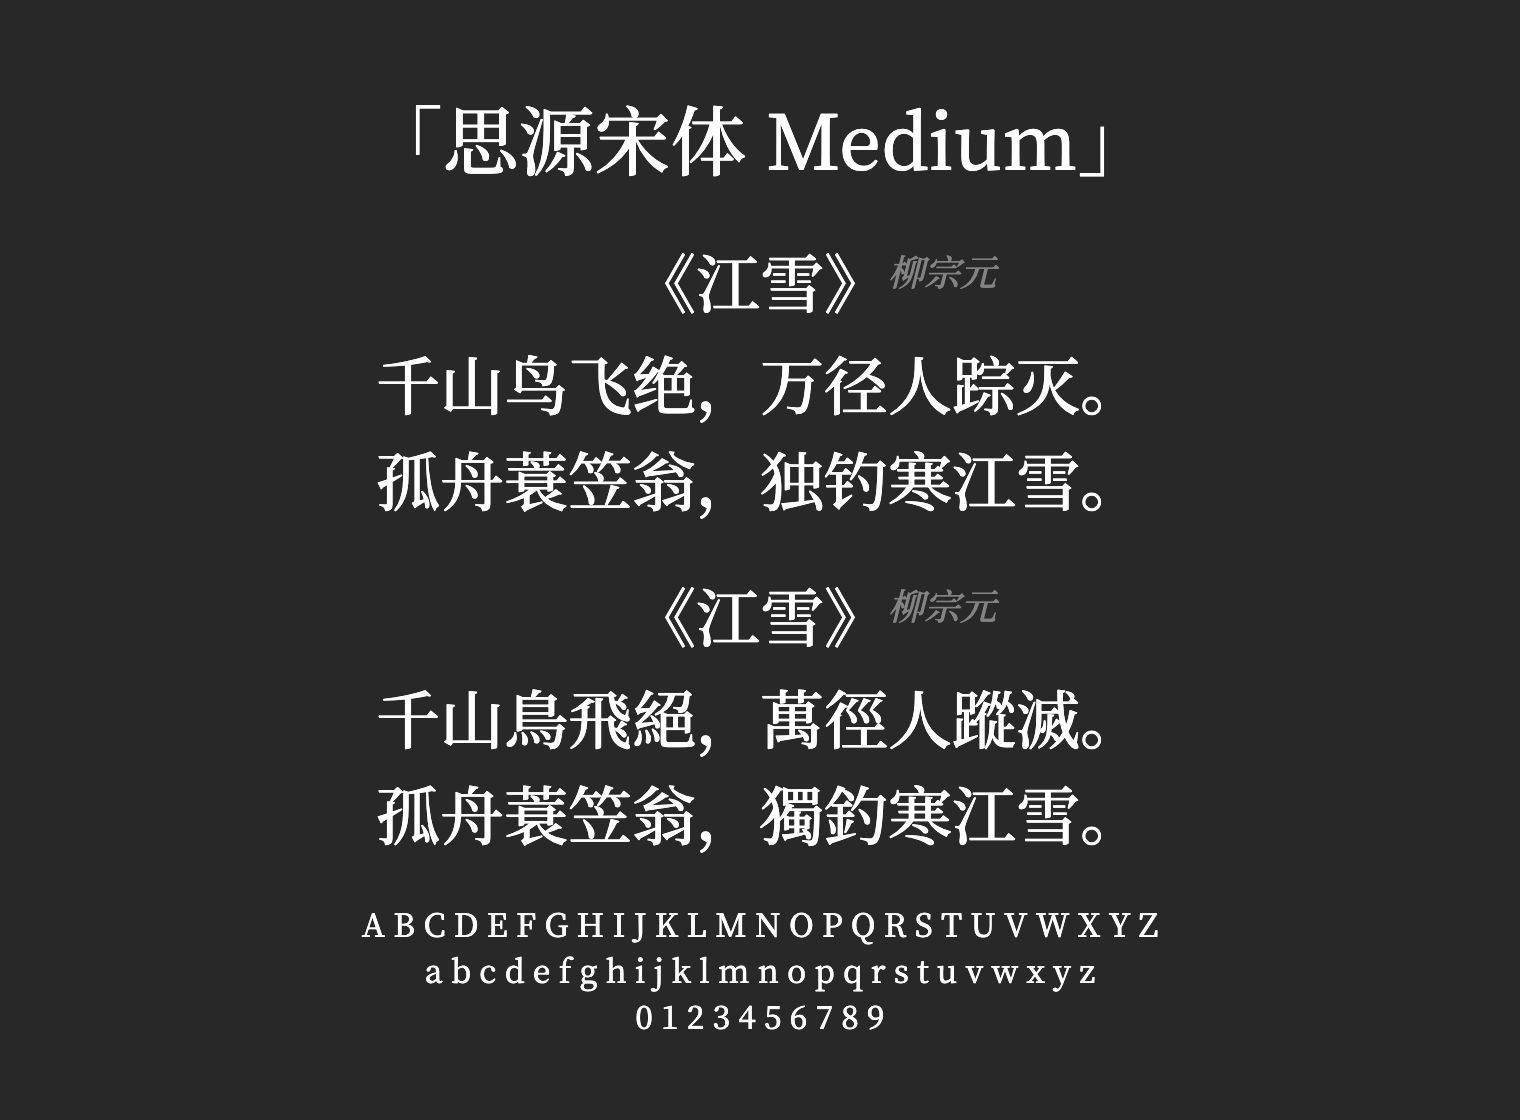 「思源宋体 Medium」
《江雪》 柳宗元
千山鸟飞绝，万径人踪灭。
孤舟蓑笠翁，独钓寒江雪。
《江雪》 柳宗元
千山鳥飛絕，萬徑人蹤滅。
孤舟蓑笠翁，獨釣寒江雪。
A B C D E F G H I J K L M N O P Q R S T U V W X Y Z
a b c d e f g h i j k l m n o p q r s t u v w x y z
0 1 2 3 4 5 6 7 8 9